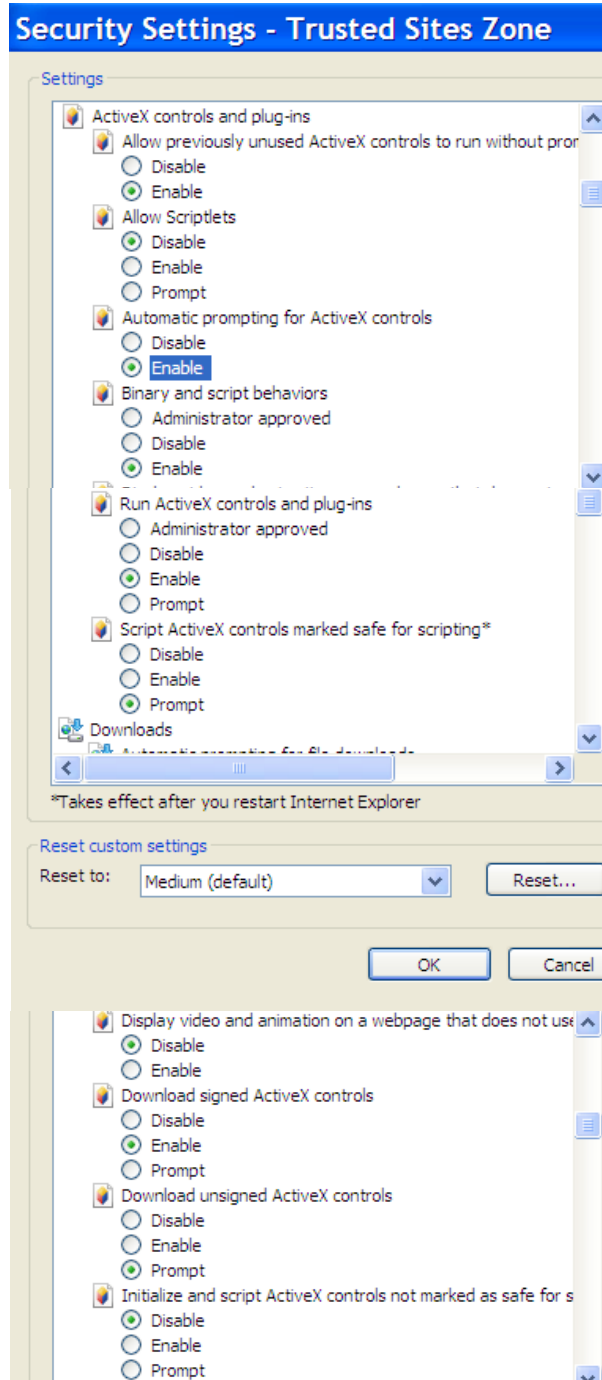 Security Settings - Trusted Sites Zone
Settings
ActiveX controls and plug-ins
Allow previously unused ActiveX controls to run without
Disable
Enable
Allow Scriptlets
Disable
Enable
Prompt
Automatic prompting for ActiveX controls
Disable
Enable
Binary and script behaviors
Administrator approved
Disable
Enable
Run ActiveX controls and plug-ins
Administrator approved
Disable
Enable
Prompt
Script ActiveX controls marked safe for scripting*
Disable
Enable
Prompt
Downloads
Automatic prompting for file downloads
*Takes effect after you restart Internet Explorer
Reset custom settings
Reset to: Medium (default) Reset...
OK Cancel
Display video and animation on a webpage that does not use
Disable
Enable
Download signed ActiveX controls
Disable
Enable
Prompt
Download unsigned ActiveX controls
Disable
Enable
Prompt
Initialize and script ActiveX controls not marked as safe for s
Disable
Enable
Prompt